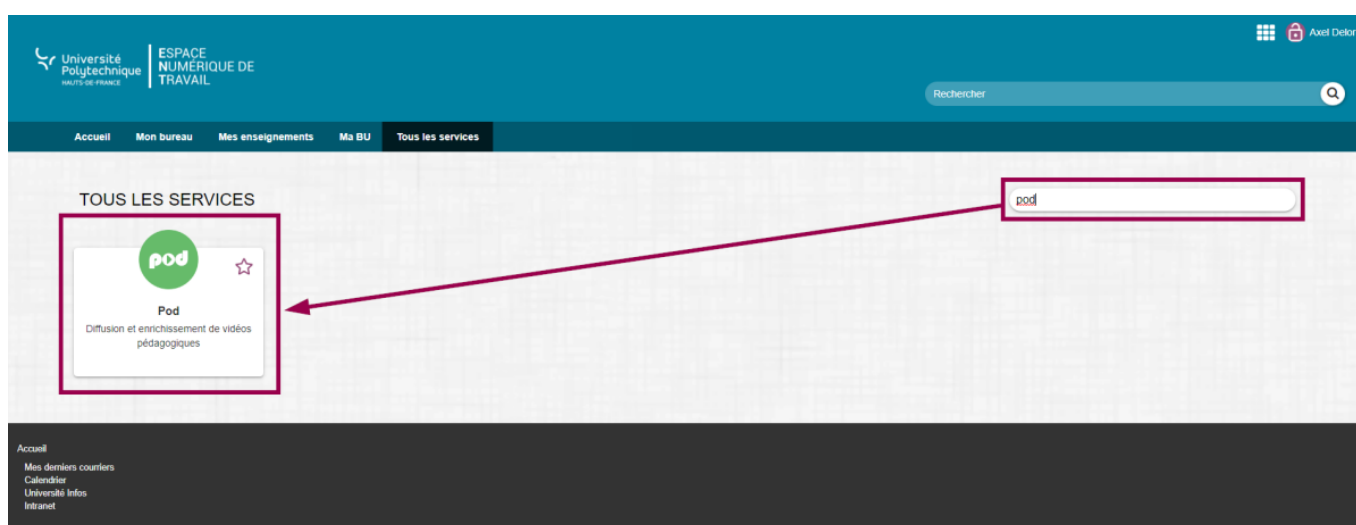 Axel Delor
Université
Polytechnique
HAUTS-DE-FRANCE
ESPACE
NUMÉRIQUE DE
TRAVAIL
Rechercher
Accueil Mon bureau Mes enseignements Ma BU Tous les services
TOUS LES SERVICES
pod
pod
Pod
Diffusion et enrichissement de vidéos
pédagogiques
Accueil
Mes derniers courriers
Calendrier
Université Infos
Intranet